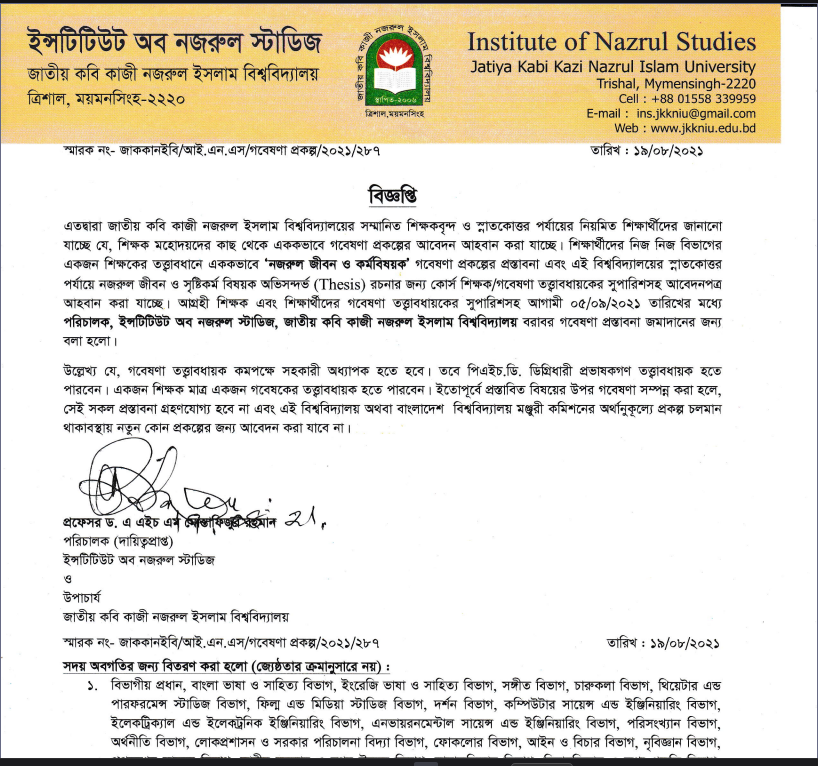 ইন্সটিটিউট অব নজরুল স্টাডিজ
জাতীয় কবি কাজী নজরুল ইসলাম বিশ্ববিদ্যালয়
ত্রিশাল, ময়মনসিংহ-২২২০
জাতীয় কবি কাজী নজরুল ইসলাম বিশ্ববিদ্যালয়
স্থাপিত-২০০৬
ত্রিশাল,ময়মনসিংহ
Institute of Nazrul Studies
Jatiya Kabi Kazi Nazrul Islam University
Trishal, Mymensingh-2220
Cell : +88 01558 339959
E-mail : ins.jkkniu@gmail.com
Web : www.jkkniu.edu.bd
স্মারক নং- জাককানইবি/আই.এন.এস/গবেষণা প্রকল্প/২০২১/২৮৭ তারিখ : ১৯/০৮/২০২১
বিজ্ঞপ্তি
এতদ্বারা জাতীয় কবি কাজী নজরুল ইসলাম বিশ্ববিদ্যালয়ের সম্মানিত শিক্ষকবৃন্দ ও স্নাতকোত্তর পর্যায়ের নিয়মিত শিক্ষার্থীদের জানানো
যাচ্ছে যে, শিক্ষক মহোদয়দের কাছ থেকে এককভাবে গবেষণা প্রকল্পের আবেদন আহবান করা যাচ্ছে। শিক্ষার্থীদের নিজ নিজ বিভাগের
একজন শিক্ষকের তত্ত্বাবধানে এককভাবে ‘নজরুল জীবন ও কর্মবিষয়ক’ গবেষণা প্রকল্পের প্রস্তাবনা এবং এই বিশ্ববিদ্যালয়ের স্নাতকোত্তর
পর্যায়ে নজরুল জীবন ও সৃষ্টিকর্ম বিষয়ক অভিসন্দর্ভ (Thesis) রচনার জন্য কোর্স শিক্ষক/গবেষণা তত্ত্বাবধায়কের সুপারিশসহ আবেদনপত্র
আহবান করা যাচ্ছে। আগ্রহী শিক্ষক এবং শিক্ষার্থীদের গবেষণা তত্ত্বাবধায়কের সুপারিশসহ আগামী ০৫/০৯/২০২১ তারিখের মধ্যে
পরিচালক, ইন্সটিটিউট অব নজরুল স্টাডিজ, জাতীয় কবি কাজী নজরুল ইসলাম বিশ্ববিদ্যালয় বরাবর গবেষণা প্রস্তাবনা জমাদানের জন্য
বলা হলো।
উল্লেখ্য যে, গবেষণা তত্ত্বাবধায়ক কমপক্ষে সহকারী অধ্যাপক হতে হবে। তবে পিএইচ.ডি. ডিগ্রিধারী প্রভাষকগণ তত্ত্বাবধায়ক হতে
পারবেন। একজন শিক্ষক মাত্র একজন গবেষকের তত্ত্বাবধায়ক হতে পারবেন। ইতোপূর্বে প্রস্তাবিত বিষয়ের উপর গবেষণা সম্পন্ন করা হলে,
সেই সকল প্রস্তাবনা গ্রহণযোগ্য হবে না এবং এই বিশ্ববিদ্যালয় অথবা বাংলাদেশ বিশ্ববিদ্যালয় মঞ্জুরী কমিশনের অর্থানুকূল্যে প্রকল্প চলমান
থাকাবস্থায় নতুন কোন প্রকল্পের জন্য আবেদন করা যাবে না।
প্রফেসর ড. এ এইচ এম মোস্তাফিজুর রহমান
পরিচালক (দায়িত্বপ্রাপ্ত)
ইন্সটিটিউট অব নজরুল স্টাডিজ
ও
উপাচার্য
জাতীয় কবি কাজী নজরুল ইসলাম বিশ্ববিদ্যালয়
স্মারক নং- জাককানইবি/আই.এন.এস/গবেষণা প্রকল্প/২০২১/২৮৭ তারিখ : ১৯/০৮/২০২১
সদয় অবগতির জন্য বিতরণ করা হলো (জ্যেষ্ঠতার ক্রমানুসারে নয়) :
১. বিভাগীয় প্রধান, বাংলা ভাষা ও সাহিত্য বিভাগ, ইংরেজি ভাষা ও সাহিত্য বিভাগ, সঙ্গীত বিভাগ, চারুকলা বিভাগ, থিয়েটার এন্ড
পারফরমেন্স স্টাডিজ বিভাগ, ফিল্ম এন্ড মিডিয়া স্টাডিজ বিভাগ, দর্শন বিভাগ, কম্পিউটার সায়েন্স এন্ড ইঞ্জিনিয়ারিং বিভাগ,
ইলেকট্রিক্যাল এন্ড ইলেকট্রনিক ইঞ্জিনিয়ারিং বিভাগ, এনভায়রনমেন্টাল সায়েন্স এন্ড ইঞ্জিনিয়ারিং বিভাগ, পরিসংখ্যান বিভাগ,
অর্থনীতি বিভাগ, লোকপ্রশাসন ও সরকার পরিচালনা বিদ্যা বিভাগ, ফোকলোর বিভাগ, আইন ও বিচার বিভাগ, নৃবিজ্ঞান বিভাগ,